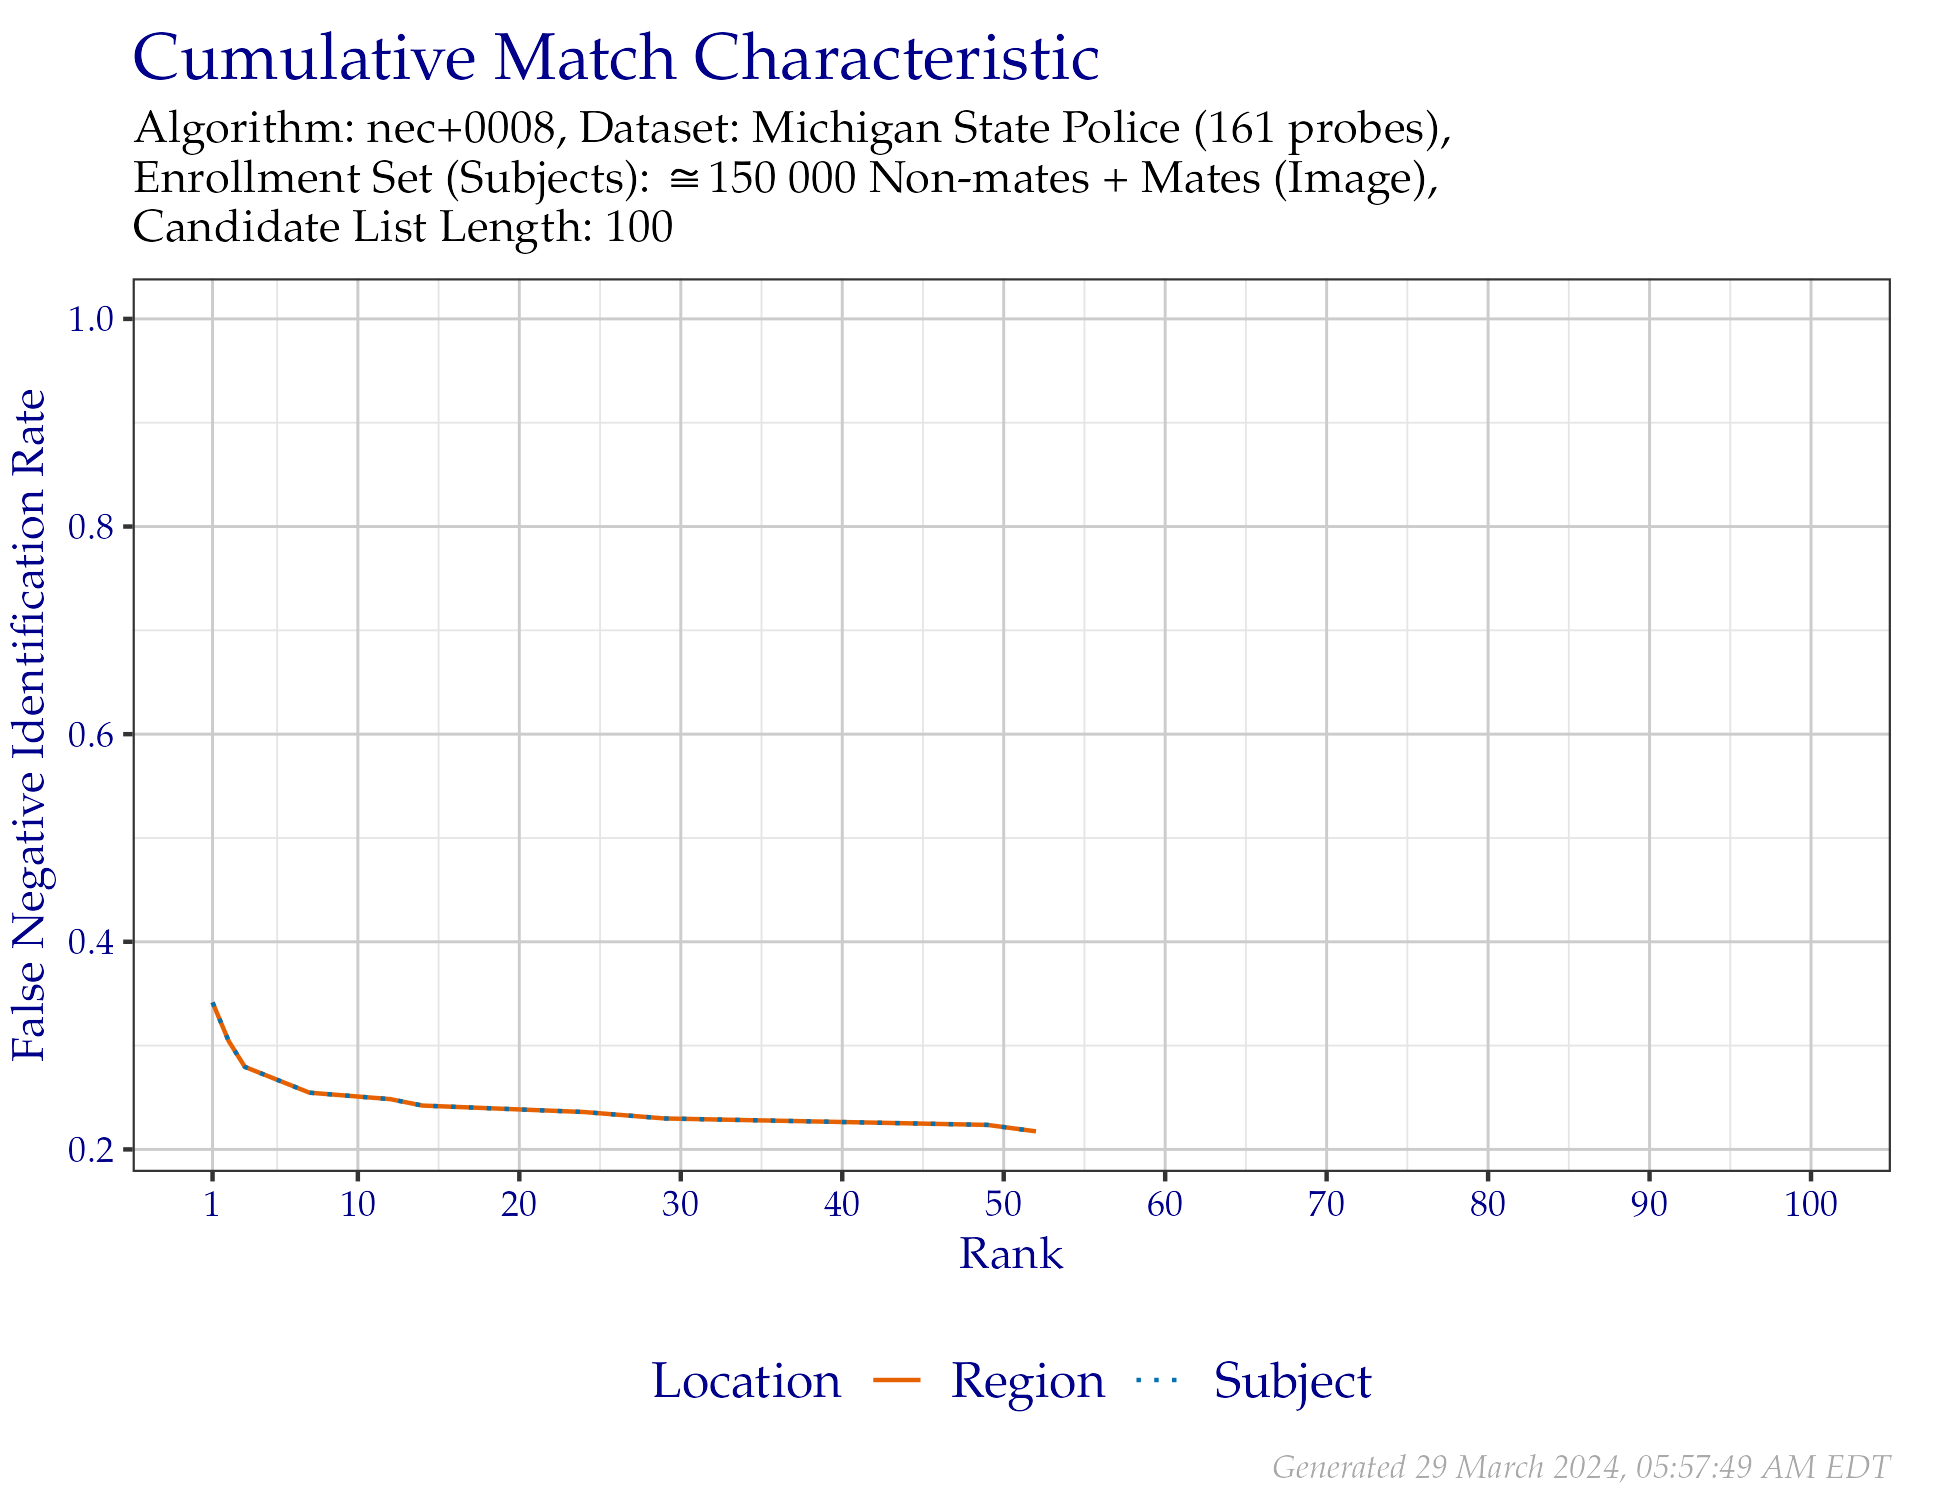 Cumulative Match Characteristic
Algorithm: nec+0008, Dataset: Michigan State Police (161 probes),
Enrollment Set (Subjects): ≅ 150 000 Non-mates + Mates (Image),
Candidate List Length: 100
False Negative Identification Rate
1.0
0.8
0.6
0.4
0.2
1 10 20 30 40 50 60 70 80 90 100
Rank
Location Region Subject
Generated 29 March 2024, 05:57:49 AM EDT